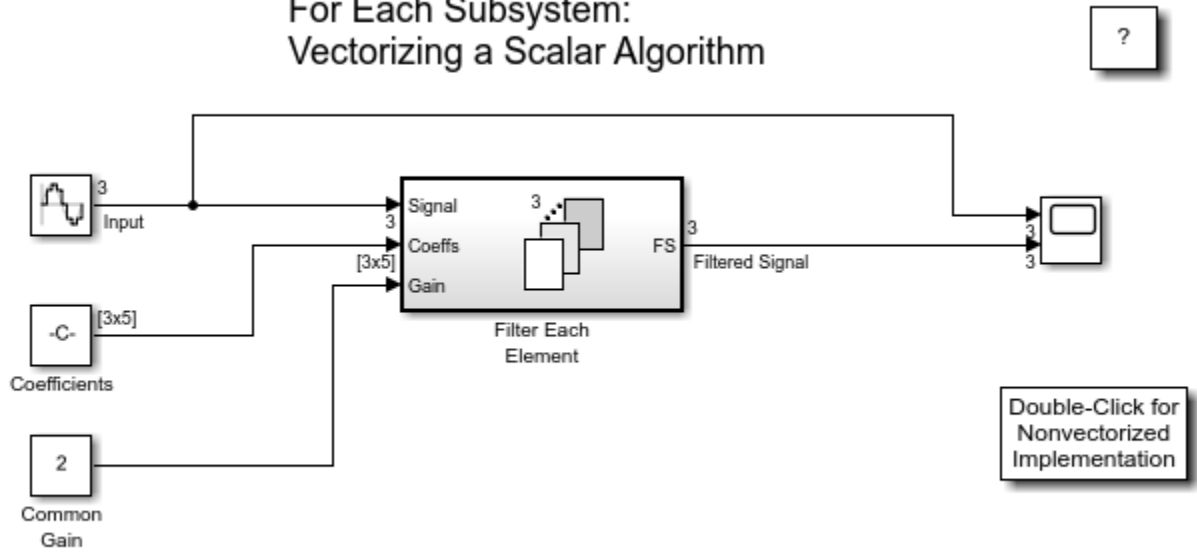 For Each Subsystem:
Vectorizing a Scalar Algorithm
?
3
Input
Signal
3
Coeffs
[3x5]
Gain
3
FS
3
Filtered Signal
3
3
Filter Each
Element
-C-
[3x5]
Coefficients
2
Common
Gain
Double-Click for
Nonvectorized
Implementation